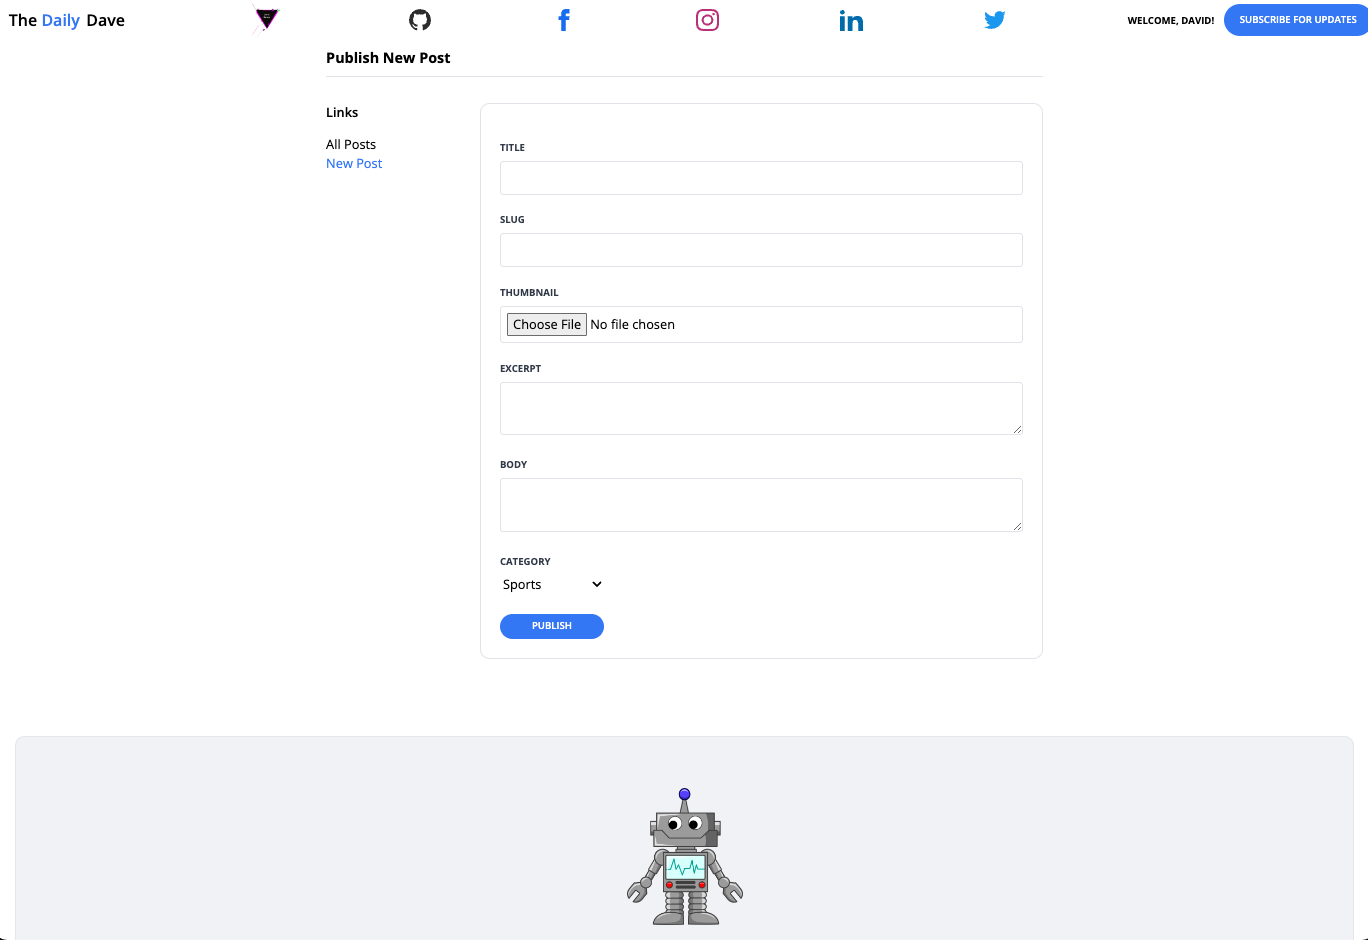 The Daily Dave
WELCOME, DAVID!
SUBSCRIBE FOR UPDATES
Publish New Post
Links
All Posts
New Post
TITLE
SLUG
THUMBNAIL
Choose File No file chosen
EXCERPT
BODY
CATEGORY
Sports
PUBLISH